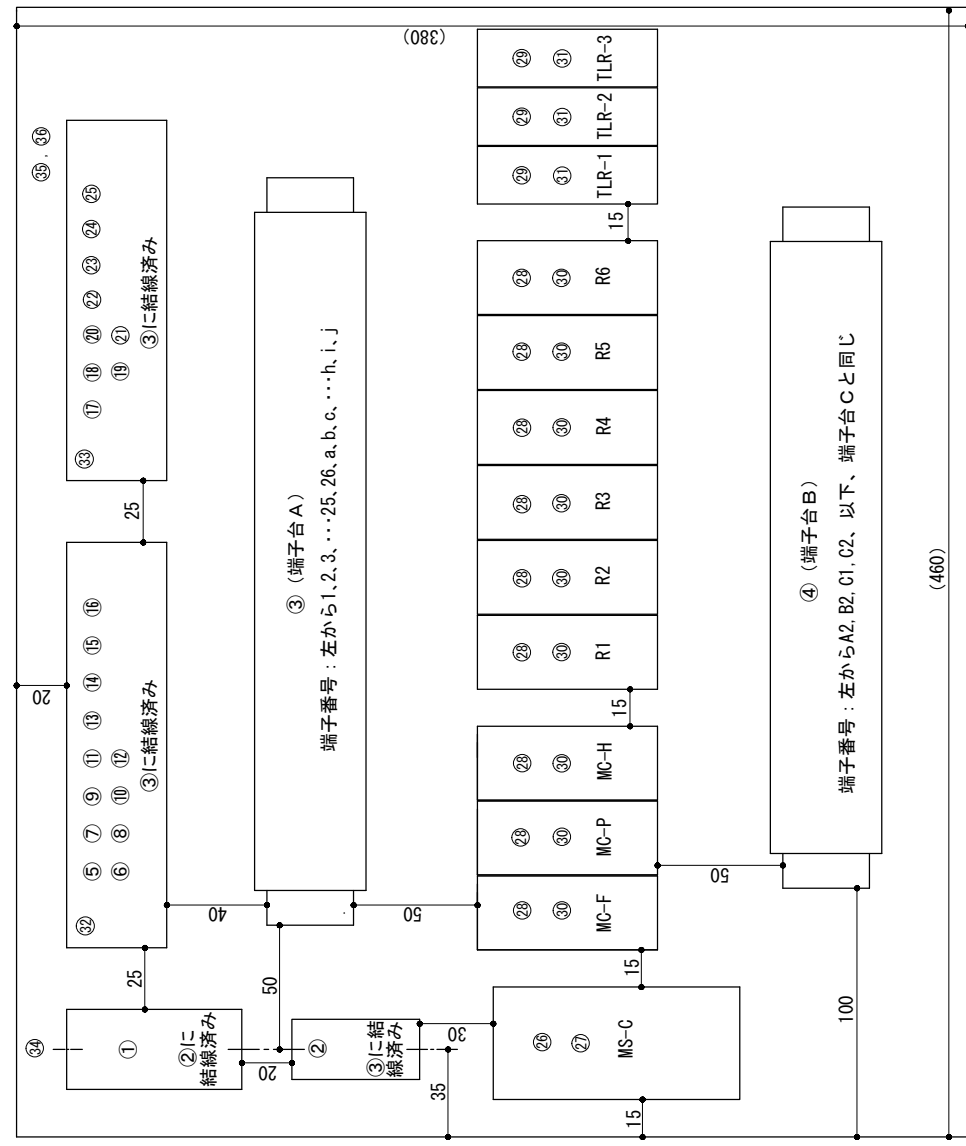 ㉞
①
②に
結線済み
25
㉜
⑤ ⑦ ⑨ ⑪ ⑬ ⑭ ⑮ ⑯
⑥ ⑧ ⑩ ⑫
③に結線済み
20
25
㉝
⑰ ⑱ ⑳ ㉒ ㉓ ㉔ ㉕
⑲ ㉑
③に結線済み
㉟．㊱
20
②
③に結
線済み
50
40
③（端子台A）
端子番号：左から1、2、3、・・・25、26、a、b、c、・・・h、i、j
35
30
50
(380)
15
㉖
㉗
MS-C
15
㉘ ㉘ ㉘
㉚ ㉚ ㉚
MC-F MC-P MC-H
15
㉘ ㉘ ㉘ ㉘ ㉘ ㉘
㉚ ㉚ ㉚ ㉚ ㉚ ㉚
R1 R2 R3 R4 R5 R6
15
㉙ ㉙ ㉙
㉛ ㉛ ㉛
TLR-1 TLR-2 TLR-3
50
100
④（端子台B）
端子番号：左からA2、B2、C1、C2、以下、端子台Cと同じ
(460)